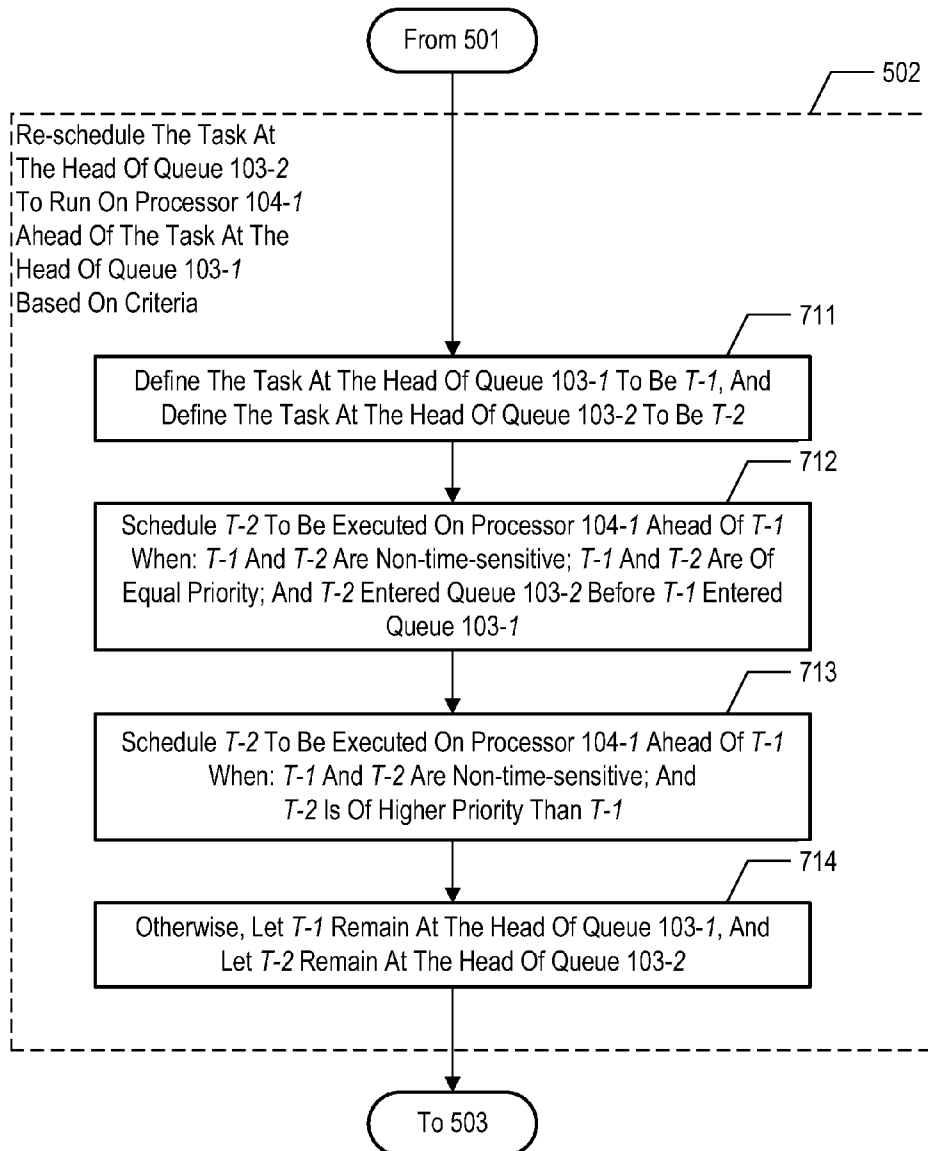 From 501
502
Re-schedule The Task At
The Head Of Queue 103-2
To Run On Processor 104-1
Ahead Of The Task At The
Head Of Queue 103-1
Based On Criteria
711
Define The Task At The Head Of Queue 103-1 To Be T-1, And
Define The Task At The Head Of Queue 103-2 To Be T-2
712
Schedule T-2 To Be Executed On Processor 104-1 Ahead Of T-1
When: T-1 And T-2 Are Non-time-sensitive; T-1 And T-2 Are Of
Equal Priority; And T-2 Entered Queue 103-2 Before T-1 Entered
Queue 103-1
713
Schedule T-2 To Be Executed On Processor 104-1 Ahead Of T-1
When: T-1 And T-2 Are Non-time-sensitive; And
T-2 Is Of Higher Priority Than T-1
714
Otherwise, Let T-1 Remain At The Head Of Queue 103-1, And
Let T-2 Remain At The Head Of Queue 103-2
To 503